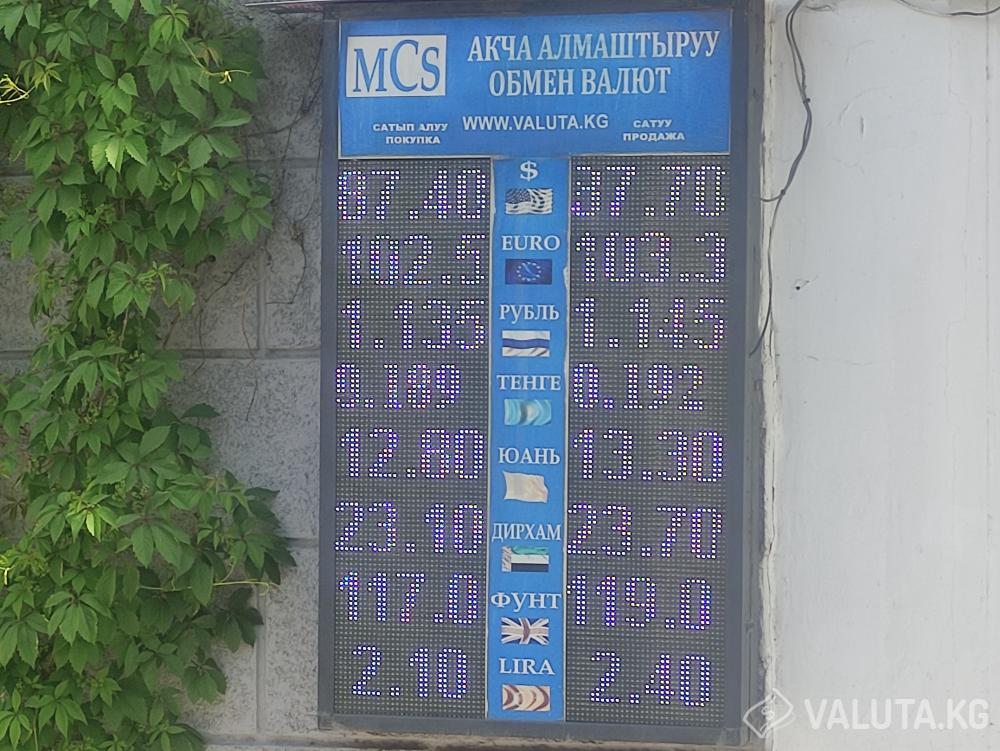 MCS
АКЧА АЛМАШТЫРУУ
ОБМЕН ВАЛЮТ
САТЫП АЛУУ
ПОКУПКА
WWW.VALUTA.KG
САТУУ
ПРОДАЖА
87.40 $ 37.70
102.5 EURO 103.3
1.135 РУБЛЬ 1.145
0.189 ТЕНГЕ 0.192
12.80 ЮАНЬ 13.30
23.10 ДИРХАМ 23.70
117.0 ФУНТ 119.0
2.10 LIRA 2.40
VALUTA.KG